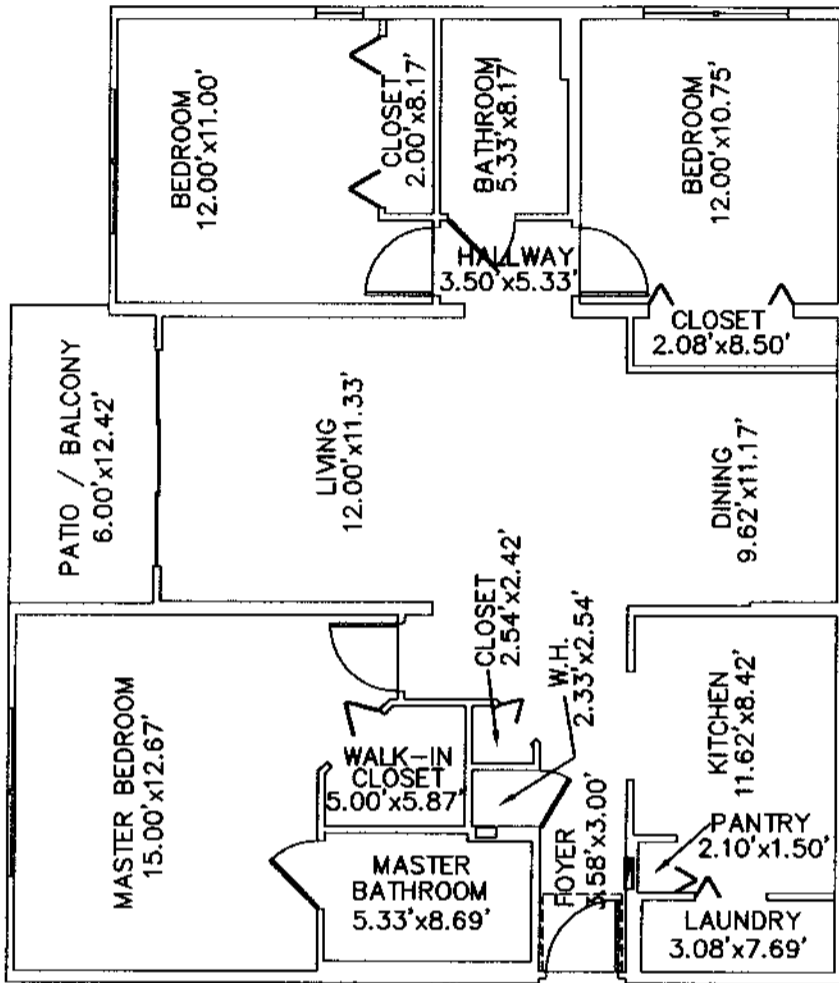 BEDROOM
12.00'x11.00'
CLOSET
2.00'x8.17'
BATHROOM
5.33'x8.17'
BEDROOM
12.00'x10.75'
HALLWAY
3.50'x5.33'
CLOSET
2.08'x8.50'
PATIO / BALCONY
6.00'x12.42'
LIVING
12.00'x11.33'
DINING
9.62'x11.17'
CLOSET
2.54'x2.42'
W.H.
2.33'x2.54'
MASTER BEDROOM
15.00'x12.67'
WALK-IN
CLOSET
5.00'x5.87'
KITCHEN
11.62'x8.42'
PANTRY
2.10'x1.50'
MASTER
BATHROOM
5.33'x8.69'
FOYER
LAUNDRY
3.08'x7.69'